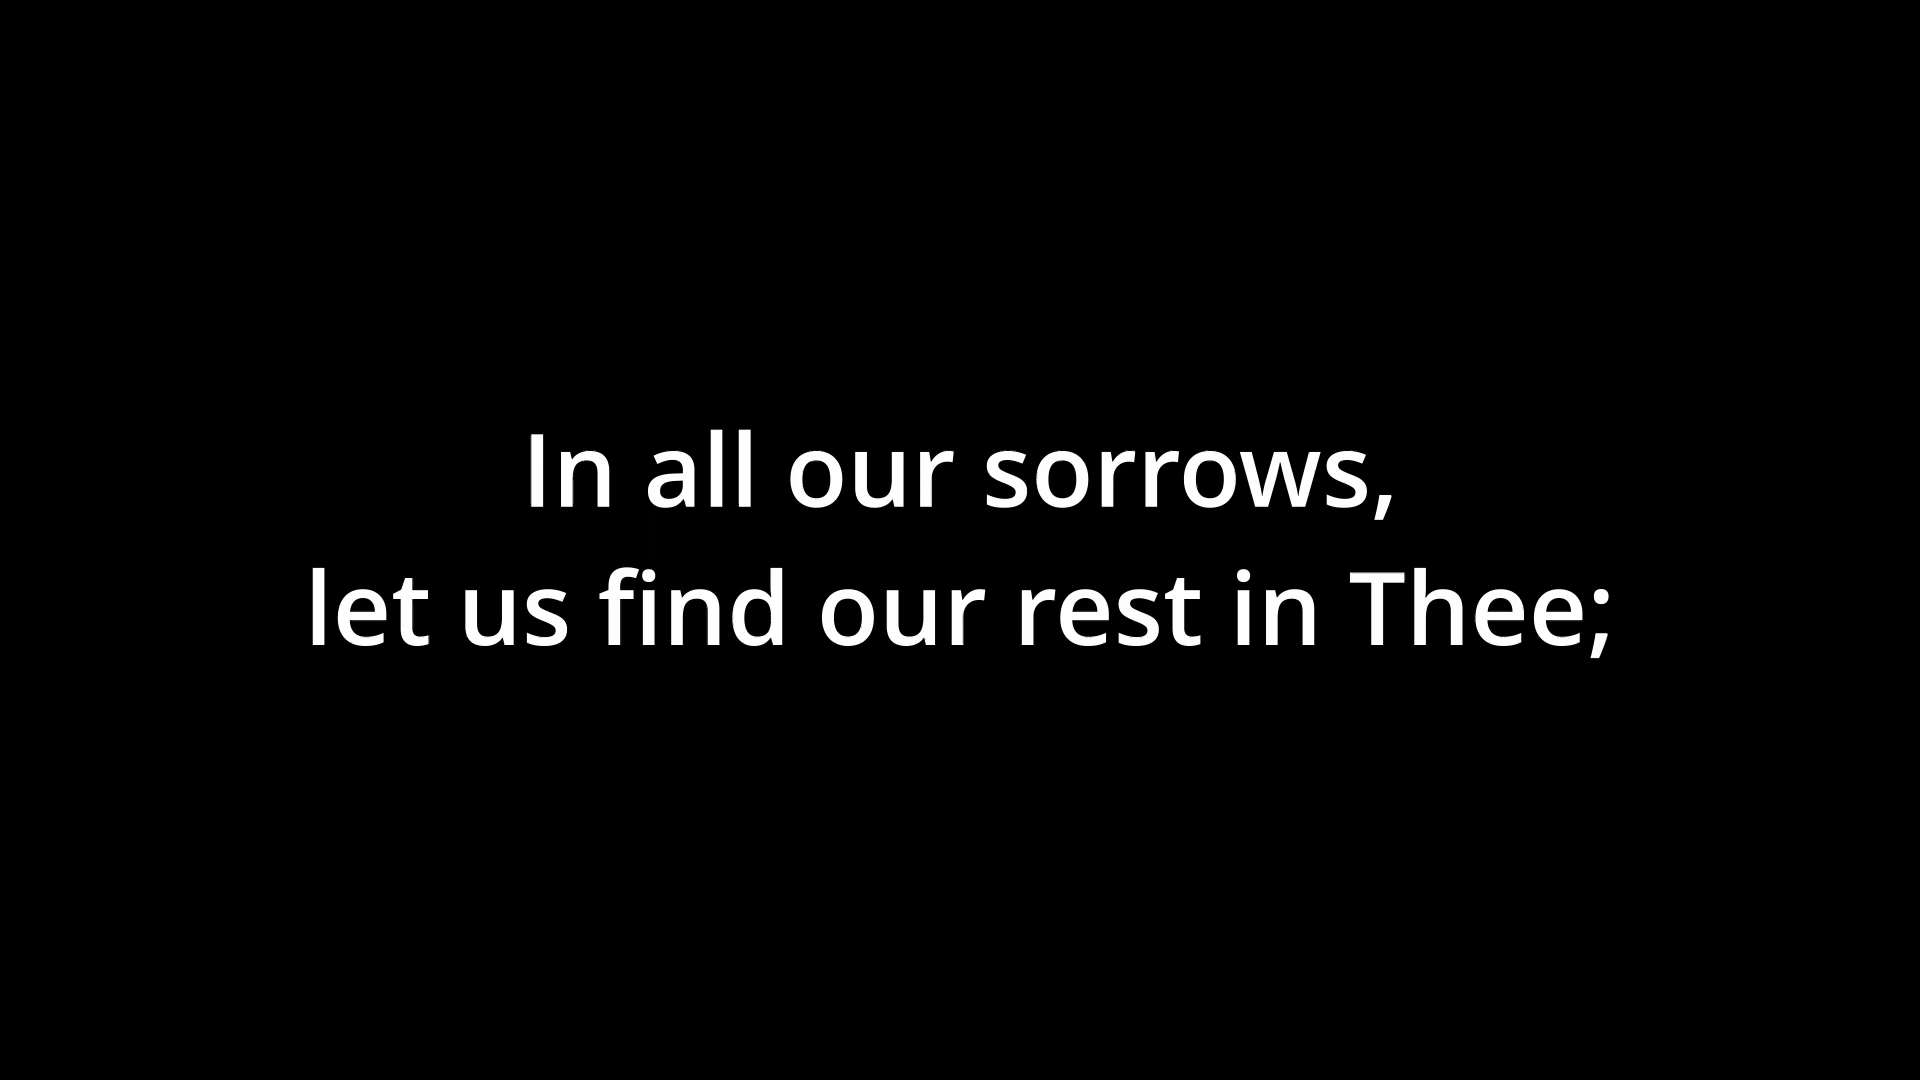 In all our sorrows,
let us find our rest in Thee;